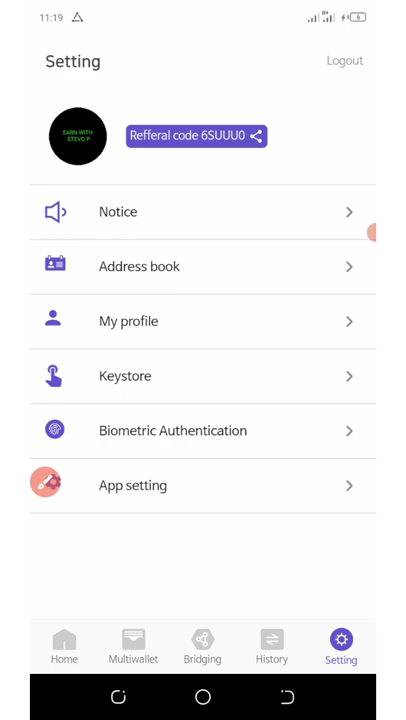 11:19
6
Setting
Logout
EARN WITH
STEVO P
Refferal code 6SUUU0
Notice
Address book
My profile
Keystore
Biometric Authentication
App setting
Home
Multiwallet
Bridging
History
Setting